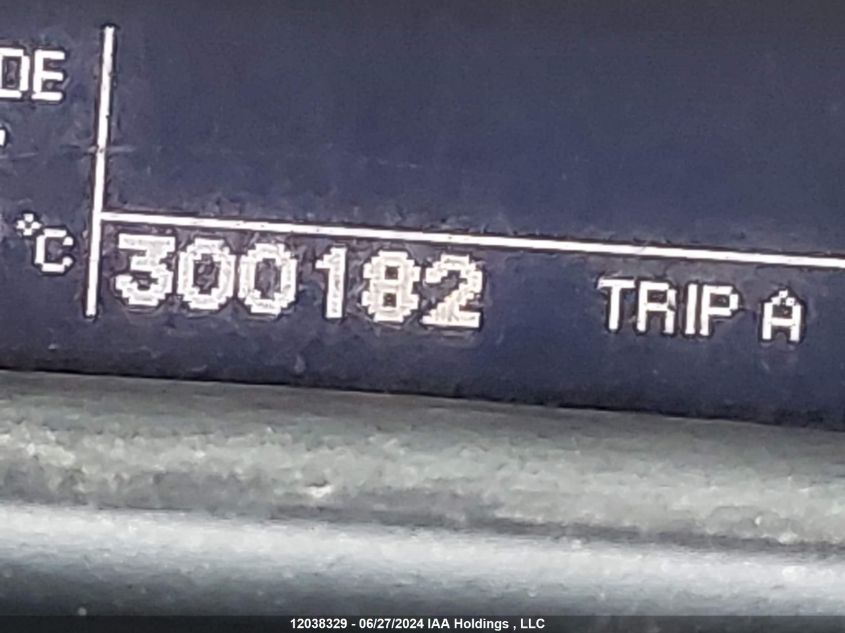 DE
°C
300182 TRIP A
12038329 - 06/27/2024 IAA Holdings , LLC